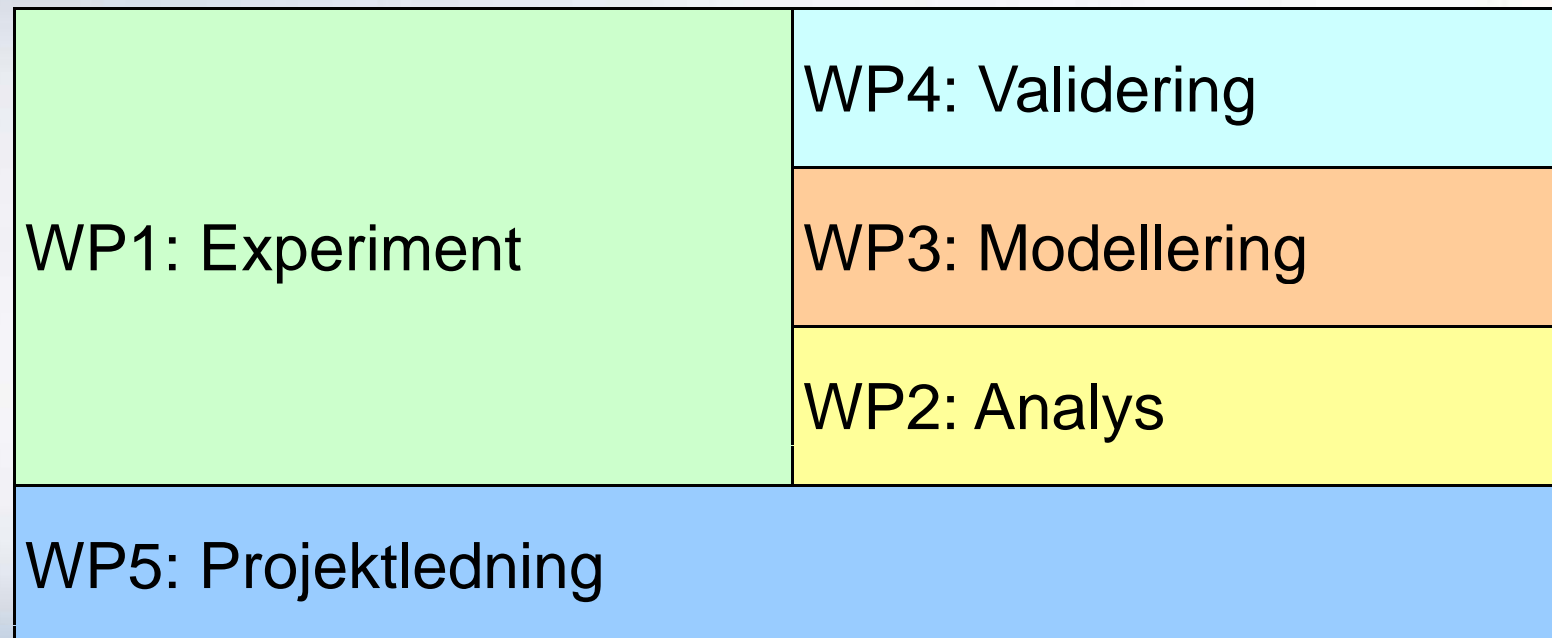 WP4: Validering
WP1: Experiment
WP3: Modellering
WP2: Analys
WP5: Projektledning